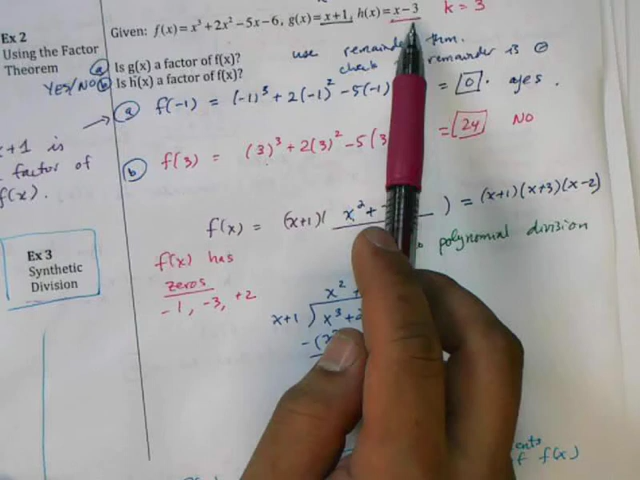 Ex 2
Using the Factor
Theorem
Given: f(x) = x³ + 2x² − 5x − 6, g(x) = x + 1, h(x) = x − 3 k = 3
(a) Is g(x) a factor of f(x)?
YES/NO (b) Is h(x) a factor of f(x)?
use remainder thm.
check remainder is 0
(a) f(-1) = (-1)³ + 2(-1)² - 5(-1) = 0. yes.
x+1 is
factor of
f(x).
(b) f(3) = (3)³ + 2(3)² - 5(3 = 24 NO
f(x) = (x+1)( x² + ) = (x+1)(x+3)(x-2)
polynomial division
f(x) has
zeros
-1, -3, +2
Ex 3
Synthetic
Division
x² +
x+1 ) x³ + 2
-(x³
f(x)